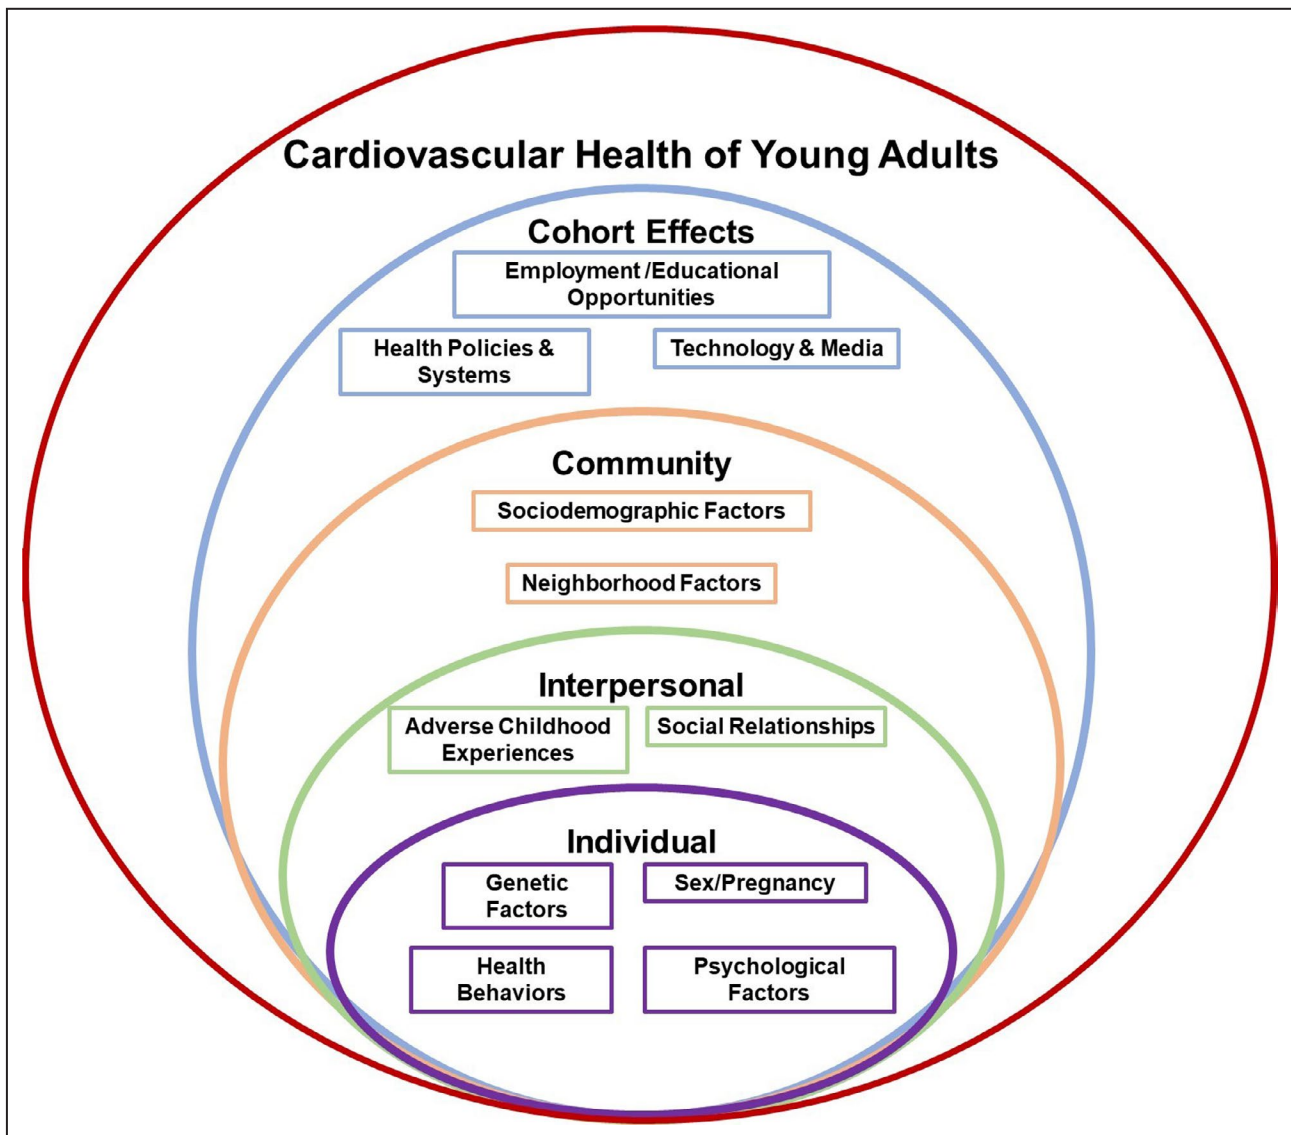 Cardiovascular Health of Young Adults
Cohort Effects
Employment /Educational
Opportunities
Health Policies &
Systems
Technology & Media
Community
Sociodemographic Factors
Neighborhood Factors
Interpersonal
Adverse Childhood
Experiences
Social Relationships
Individual
Genetic
Factors
Sex/Pregnancy
Health
Behaviors
Psychological
Factors